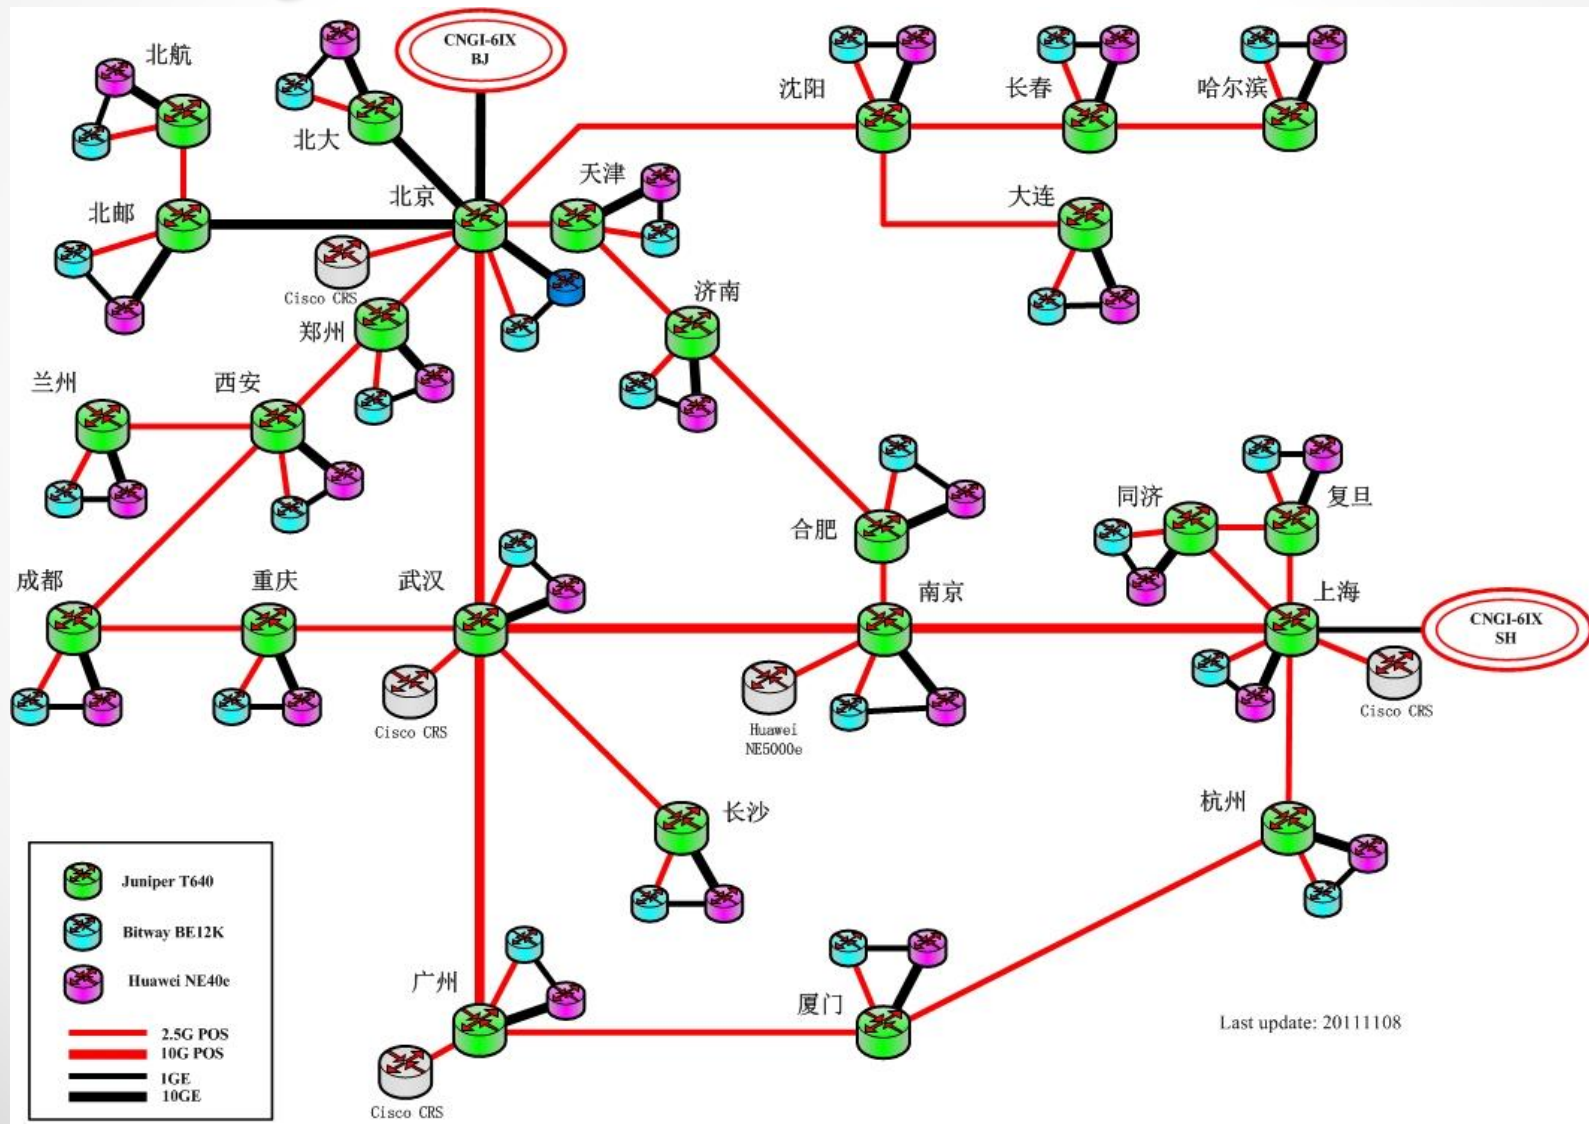 CNGI-6IX
BJ
北航
北大
沈阳
长春
哈尔滨
天津
北京
北邮
大连
Cisco CRS
济南
郑州
兰州
西安
合肥
同济
复旦
成都
重庆
武汉
南京
上海
CNGI-6IX
SH
Cisco CRS
Huawei
NE5000e
Cisco CRS
长沙
杭州
Juniper T640
Bitway BE12K
Huawei NE40e
2.5G POS
10G POS
1GE
10GE
广州
厦门
Last update: 20111108
Cisco CRS